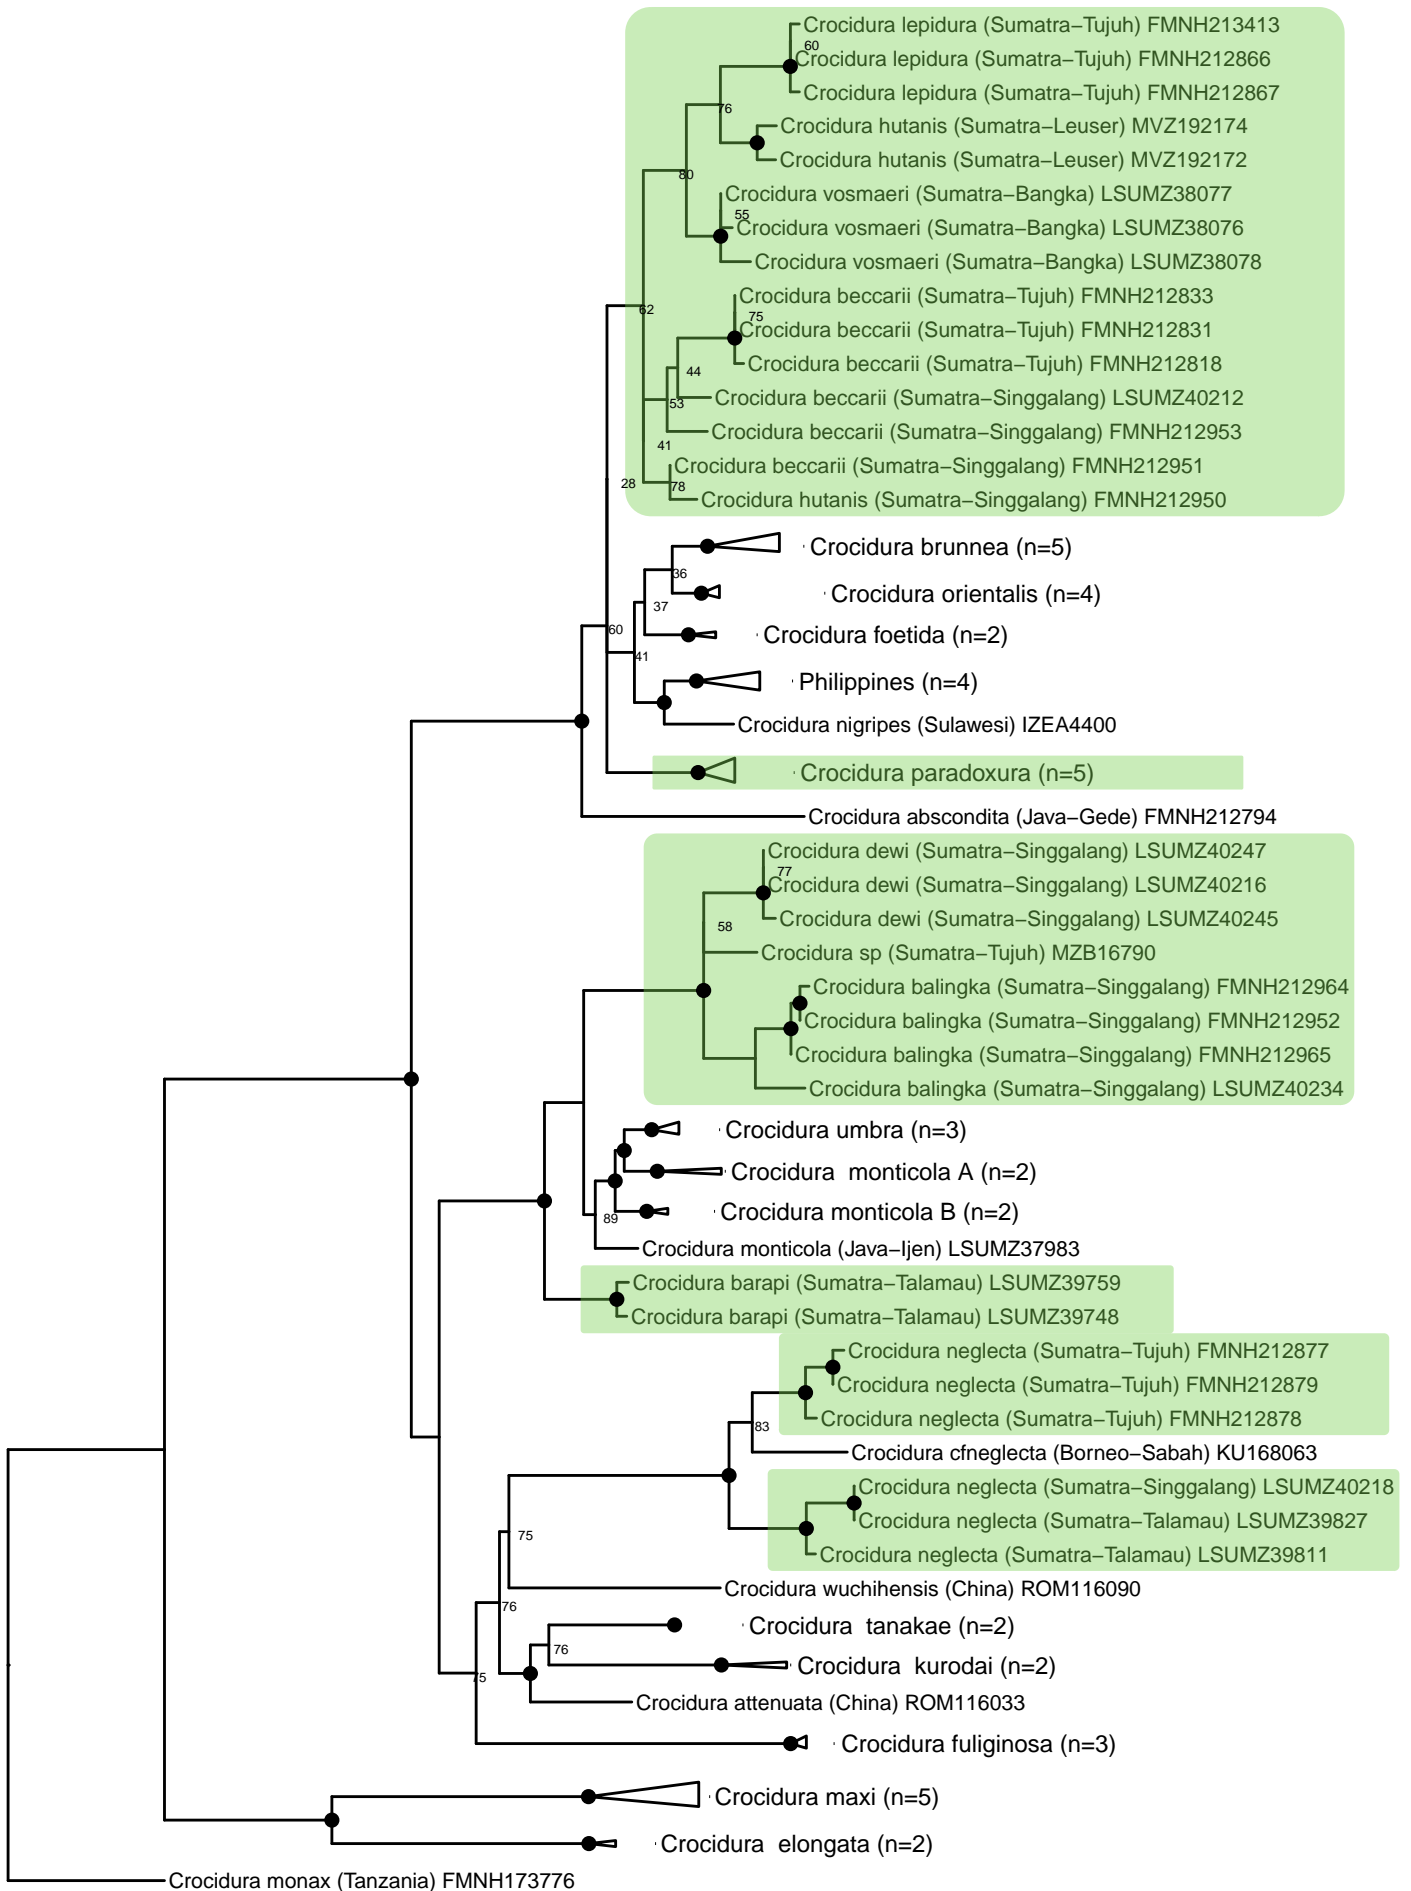 Crocidura lepidura (Sumatra−Tujuh) FMNH213413
60
Crocidura lepidura (Sumatra−Tujuh) FMNH212866
Crocidura lepidura (Sumatra−Tujuh) FMNH212867
76
Crocidura hutanis (Sumatra−Leuser) MVZ192174
Crocidura hutanis (Sumatra−Leuser) MVZ192172
80
Crocidura vosmaeri (Sumatra−Bangka) LSUMZ38077
55
Crocidura vosmaeri (Sumatra−Bangka) LSUMZ38076
Crocidura vosmaeri (Sumatra−Bangka) LSUMZ38078
Crocidura beccarii (Sumatra−Tujuh) FMNH212833
62
75
Crocidura beccarii (Sumatra−Tujuh) FMNH212831
Crocidura beccarii (Sumatra−Tujuh) FMNH212818
44
Crocidura beccarii (Sumatra−Singgalang) LSUMZ40212
53
Crocidura beccarii (Sumatra−Singgalang) FMNH212953
41
Crocidura beccarii (Sumatra−Singgalang) FMNH212951
28
78
Crocidura hutanis (Sumatra−Singgalang) FMNH212950
Crocidura brunnea (n=5)
36
Crocidura orientalis (n=4)
37
60
Crocidura foetida (n=2)
41
Philippines (n=4)
Crocidura nigripes (Sulawesi) IZEA4400
Crocidura paradoxura (n=5)
Crocidura abscondita (Java−Gede) FMNH212794
Crocidura dewi (Sumatra−Singgalang) LSUMZ40247
77
Crocidura dewi (Sumatra−Singgalang) LSUMZ40216
Crocidura dewi (Sumatra−Singgalang) LSUMZ40245
58
Crocidura sp (Sumatra−Tujuh) MZB16790
Crocidura balingka (Sumatra−Singgalang) FMNH212964
Crocidura balingka (Sumatra−Singgalang) FMNH212952
Crocidura balingka (Sumatra−Singgalang) FMNH212965
Crocidura balingka (Sumatra−Singgalang) LSUMZ40234
Crocidura umbra (n=3)
Crocidura  monticola A (n=2)
Crocidura monticola B (n=2)
89
Crocidura monticola (Java−Ijen) LSUMZ37983
Crocidura barapi (Sumatra−Talamau) LSUMZ39759
Crocidura barapi (Sumatra−Talamau) LSUMZ39748
Crocidura neglecta (Sumatra−Tujuh) FMNH212877
Crocidura neglecta (Sumatra−Tujuh) FMNH212879
Crocidura neglecta (Sumatra−Tujuh) FMNH212878
83
Crocidura cfneglecta (Borneo−Sabah) KU168063
Crocidura neglecta (Sumatra−Singgalang) LSUMZ40218
Crocidura neglecta (Sumatra−Talamau) LSUMZ39827
75
Crocidura neglecta (Sumatra−Talamau) LSUMZ39811
Crocidura wuchihensis (China) ROM116090
76
Crocidura  tanakae (n=2)
76
Crocidura  kurodai (n=2)
75
Crocidura attenuata (China) ROM116033
Crocidura fuliginosa (n=3)
Crocidura maxi (n=5)
Crocidura  elongata (n=2)
Crocidura monax (Tanzania) FMNH173776